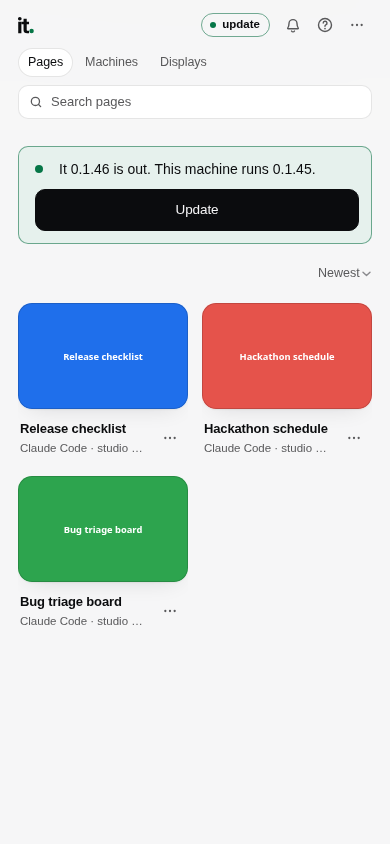 it.
update
Pages Machines Displays
Search pages
It 0.1.46 is out. This machine runs 0.1.45.
Update
Newest
Release checklist
Hackathon schedule
Release checklist
Claude Code · studio ...
Hackathon schedule
Claude Code · studio ...
Bug triage board
Bug triage board
Claude Code · studio ...